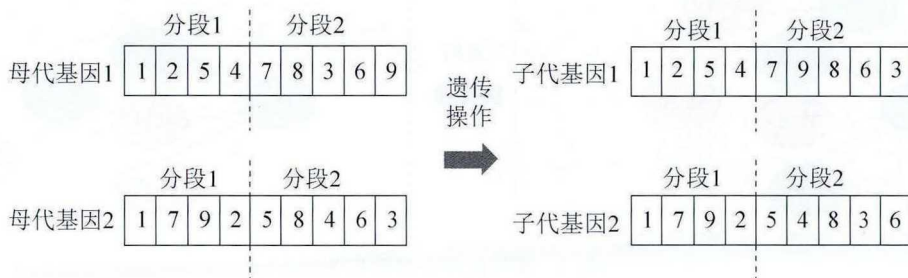 分段1 分段2
母代基因1 1 2 5 4 7 8 3 6 9
分段1 分段2
母代基因2 1 7 9 2 5 8 4 6 3
遗传
操作
分段1 分段2
子代基因1 1 2 5 4 7 9 8 6 3
分段1 分段2
子代基因2 1 7 9 2 5 4 8 3 6